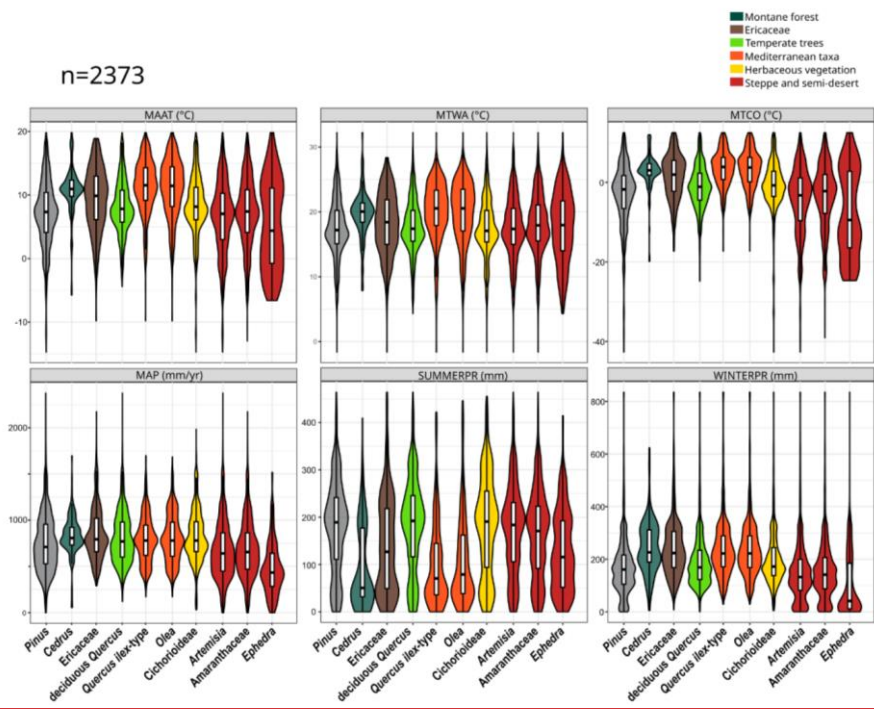 Montane forest
Ericaceae
Temperate trees
Mediterranean taxa
Herbaceous vegetation
Steppe and semi-desert
n=2373
MAAT (°C)
MTWA (°C)
MTCO (°C)
20
10
0
-10
30
20
10
0
0
-20
-40
MAP (mm/yr)
SUMMERPR (mm)
WINTERPR (mm)
2000
1000
0
400
300
200
100
0
800
600
400
200
0
Pinus
Cedrus
Ericaceae
deciduous Quercus
Quercus ilex-type
Olea
Cichorioideae
Artemisia
Amaranthaceae
Ephedra
Pinus
Cedrus
Ericaceae
deciduous Quercus
Quercus ilex-type
Olea
Cichorioideae
Artemisia
Amaranthaceae
Ephedra
Pinus
Cedrus
Ericaceae
deciduous Quercus
Quercus ilex-type
Olea
Cichorioideae
Artemisia
Amaranthaceae
Ephedra